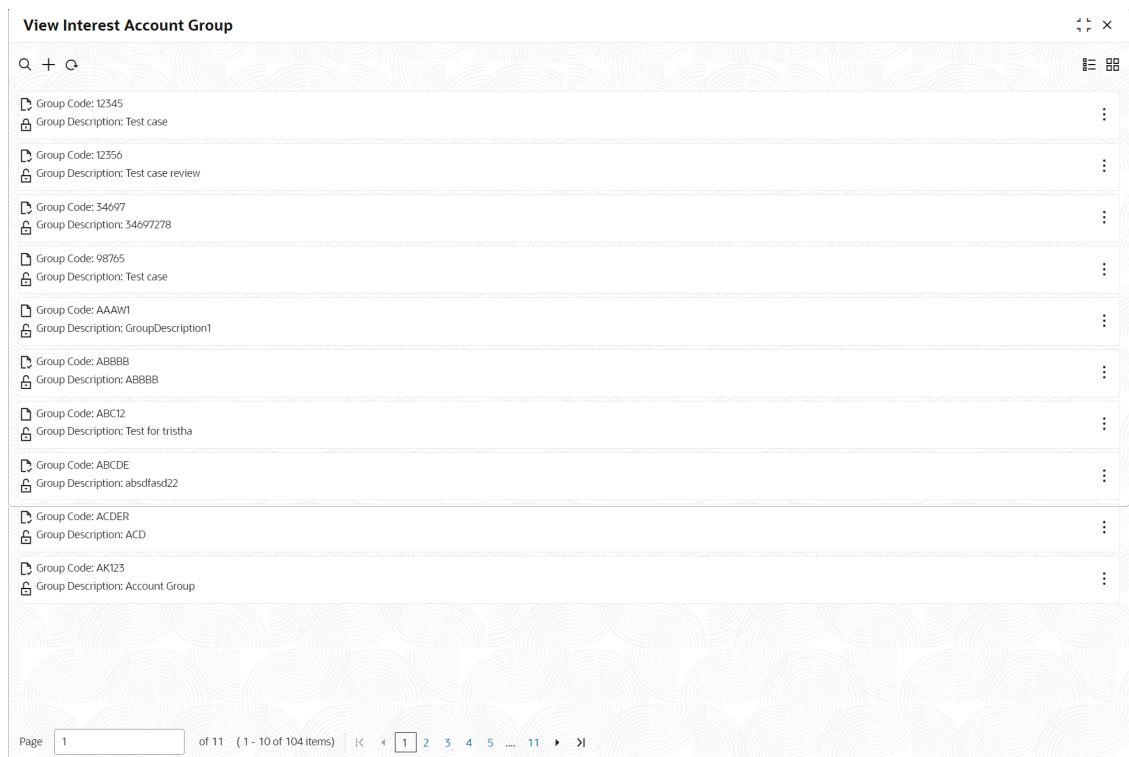 View Interest Account Group
Group Code: 12345
Group Description: Test case
Group Code: 12356
Group Description: Test case review
Group Code: 34697
Group Description: 34697278
Group Code: 98765
Group Description: Test case
Group Code: AAAW1
Group Description: GroupDescription1
Group Code: ABBBB
Group Description: ABBBB
Group Code: ABC12
Group Description: Test for tristha
Group Code: ABCDE
Group Description: absdfasd22
Group Code: ACDER
Group Description: ACD
Group Code: AK123
Group Description: Account Group
Page 1 of 11 (1 - 10 of 104 items) 1 2 3 4 5 .... 11